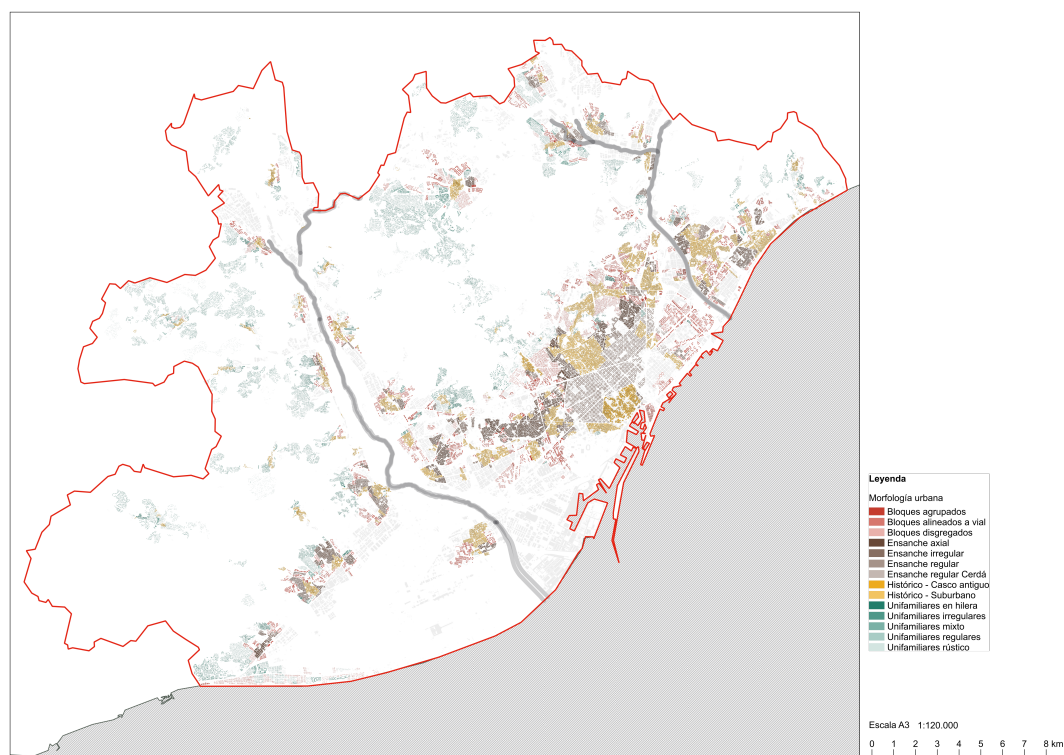 Leyenda
Morfología urbana
Bloques agrupados
Bloques alineados a vial
Bloques disgregados
Ensanche axial
Ensanche irregular
Ensanche regular
Ensanche regular Cerdá
Histórico - Casco antiguo
Histórico - Suburbano
Unifamiliares en hilera
Unifamiliares irregulares
Unifamiliares mixto
Unifamiliares regulares
Unifamiliares rústico
Escala A3 1:120.000
0 1 2 3 4 5 6 7 8 km